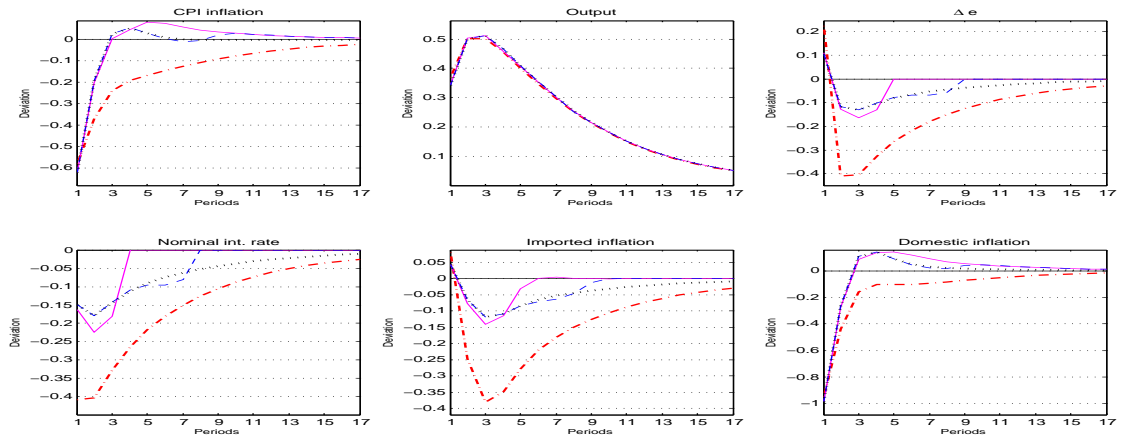 CPI inflation
Deviation
0
−0.1
−0.2
−0.3
−0.4
−0.5
−0.6
1 3 5 7 9 11 13 15 17
Periods
Output
Deviation
0.5
0.4
0.3
0.2
0.1
1 3 5 7 9 11 13 15 17
Periods
Δ e
Deviation
0.2
0.1
0
−0.1
−0.2
−0.3
−0.4
1 3 5 7 9 11 13 15 17
Periods
Nominal int. rate
Deviation
0
−0.05
−0.1
−0.15
−0.2
−0.25
−0.3
−0.35
−0.4
1 3 5 7 9 11 13 15 17
Periods
Imported inflation
Deviation
0.05
0
−0.05
−0.1
−0.15
−0.2
−0.25
−0.3
−0.35
−0.4
1 3 5 7 9 11 13 15 17
Periods
Domestic inflation
Deviation
0.2
0
−0.2
−0.4
−0.6
−0.8
−1
1 3 5 7 9 11 13 15 17
Periods